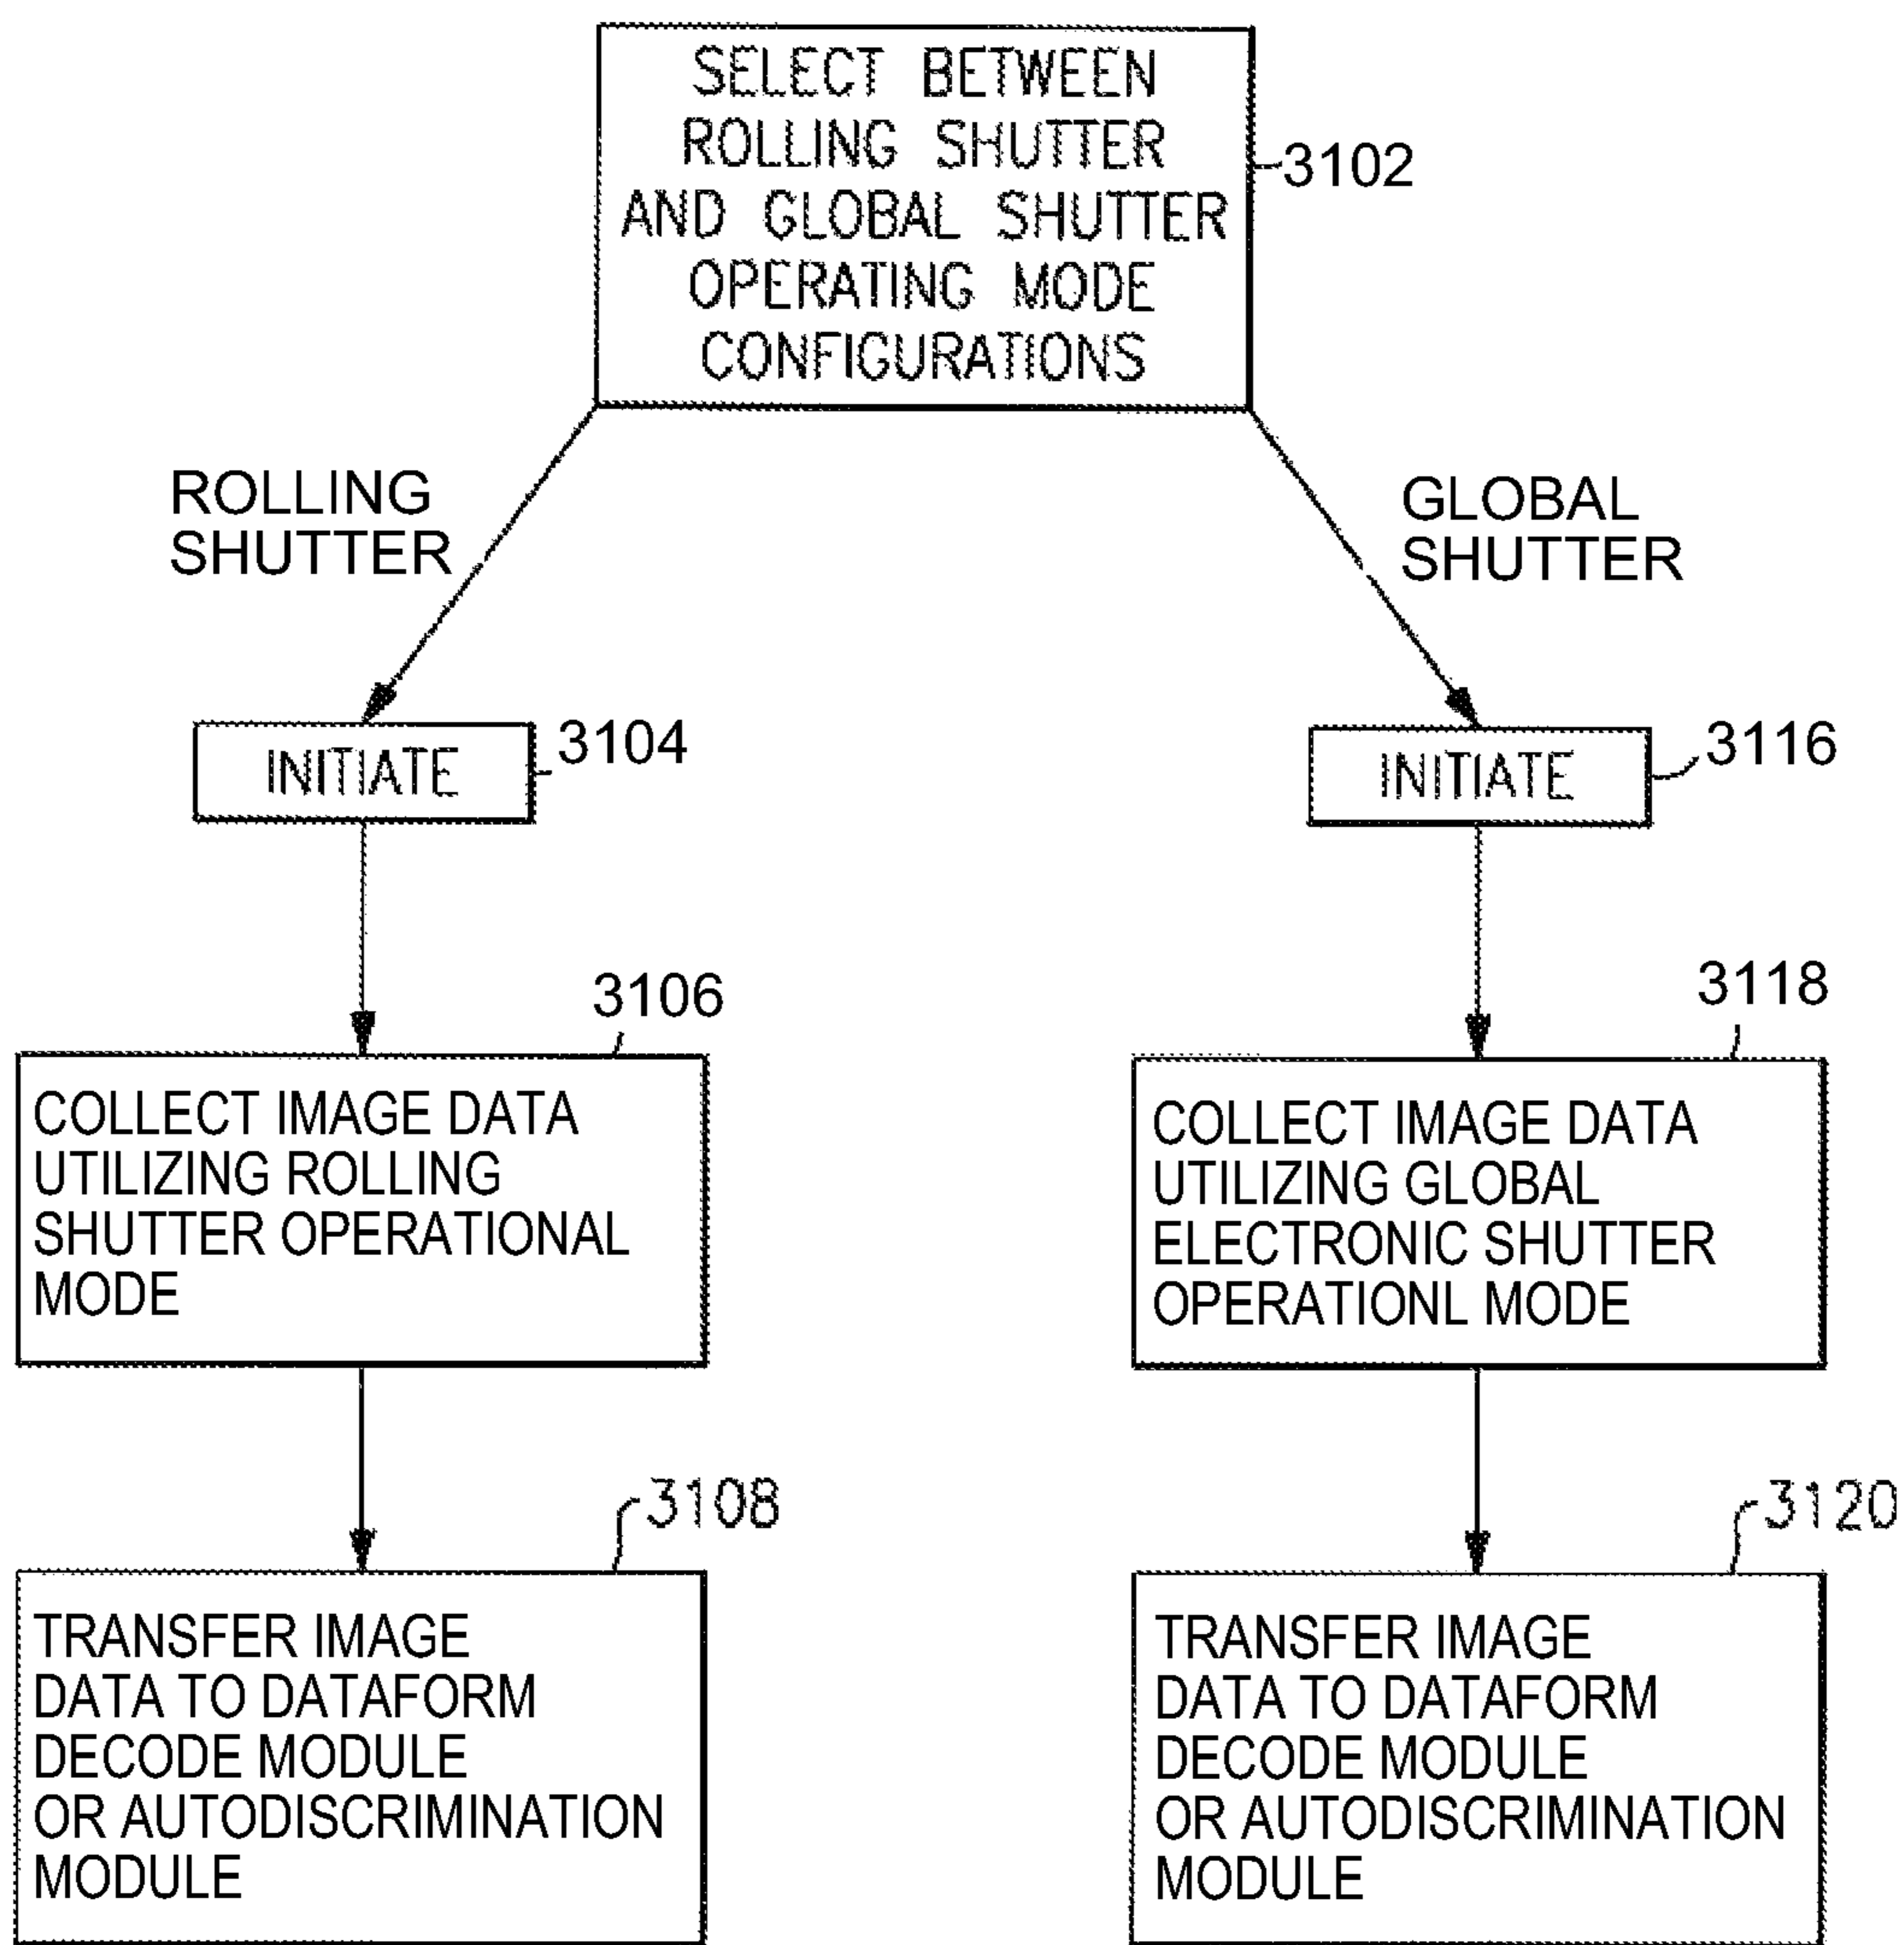 SELECT BETWEEN
ROLLING SHUTTER
AND GLOBAL SHUTTER
OPERATING MODE
CONFIGURATIONS
3102
ROLLING
SHUTTER
GLOBAL
SHUTTER
INITIATE
3104
INITIATE
3116
3106
COLLECT IMAGE DATA
UTILIZING ROLLING
SHUTTER OPERATIONAL
MODE
3118
COLLECT IMAGE DATA
UTILIZING GLOBAL
ELECTRONIC SHUTTER
OPERATIONL MODE
3108
TRANSFER IMAGE
DATA TO DATAFORM
DECODE MODULE
OR AUTODISCRIMINATION
MODULE
3120
TRANSFER IMAGE
DATA TO DATAFORM
DECODE MODULE
OR AUTODISCRIMINATION
MODULE